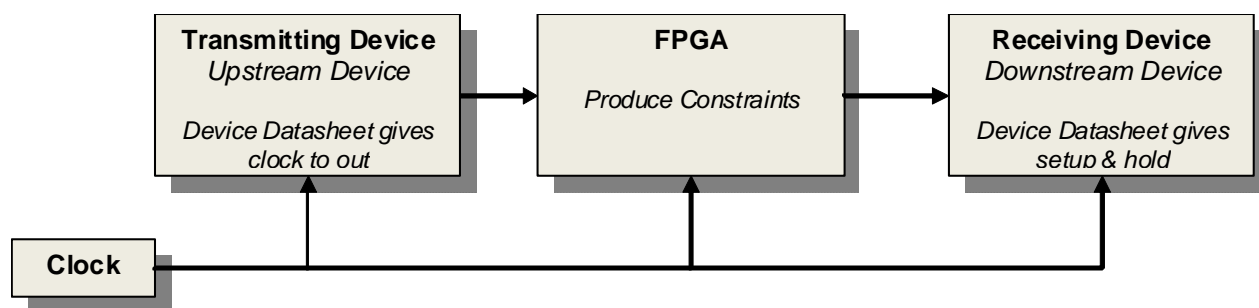 Transmitting Device
Upstream Device
Device Datasheet gives
clock to out
FPGA
Produce Constraints
Receiving Device
Downstream Device
Device Datasheet gives
setup & hold
Clock